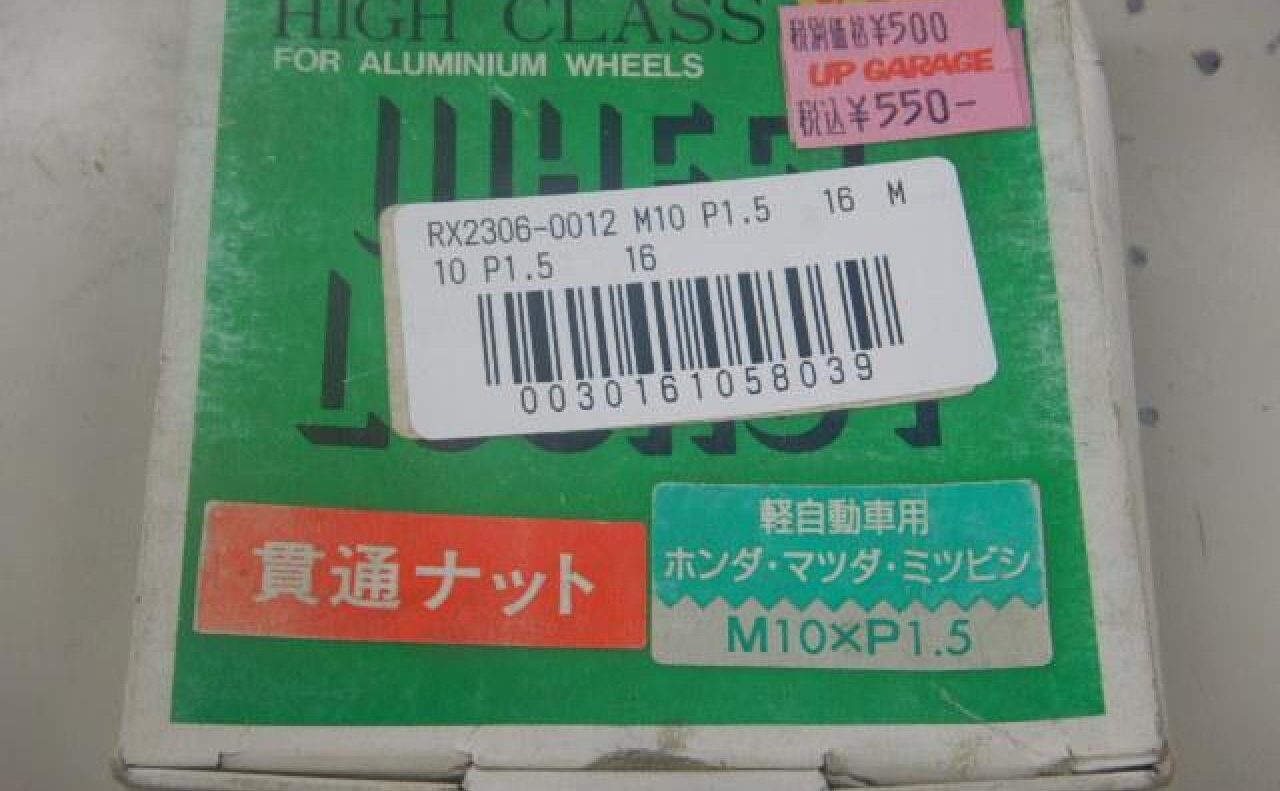 HIGH CLASS
FOR ALUMINIUM WHEELS
税別価格¥500
UP GARAGE
税込¥550-
RX2306-0012 M10 P1.5 16 M
10 P1.5 16
0030161058039
貫通ナット
軽自動車用
ホンダ・マツダ・ミツビシ
M10×P1.5